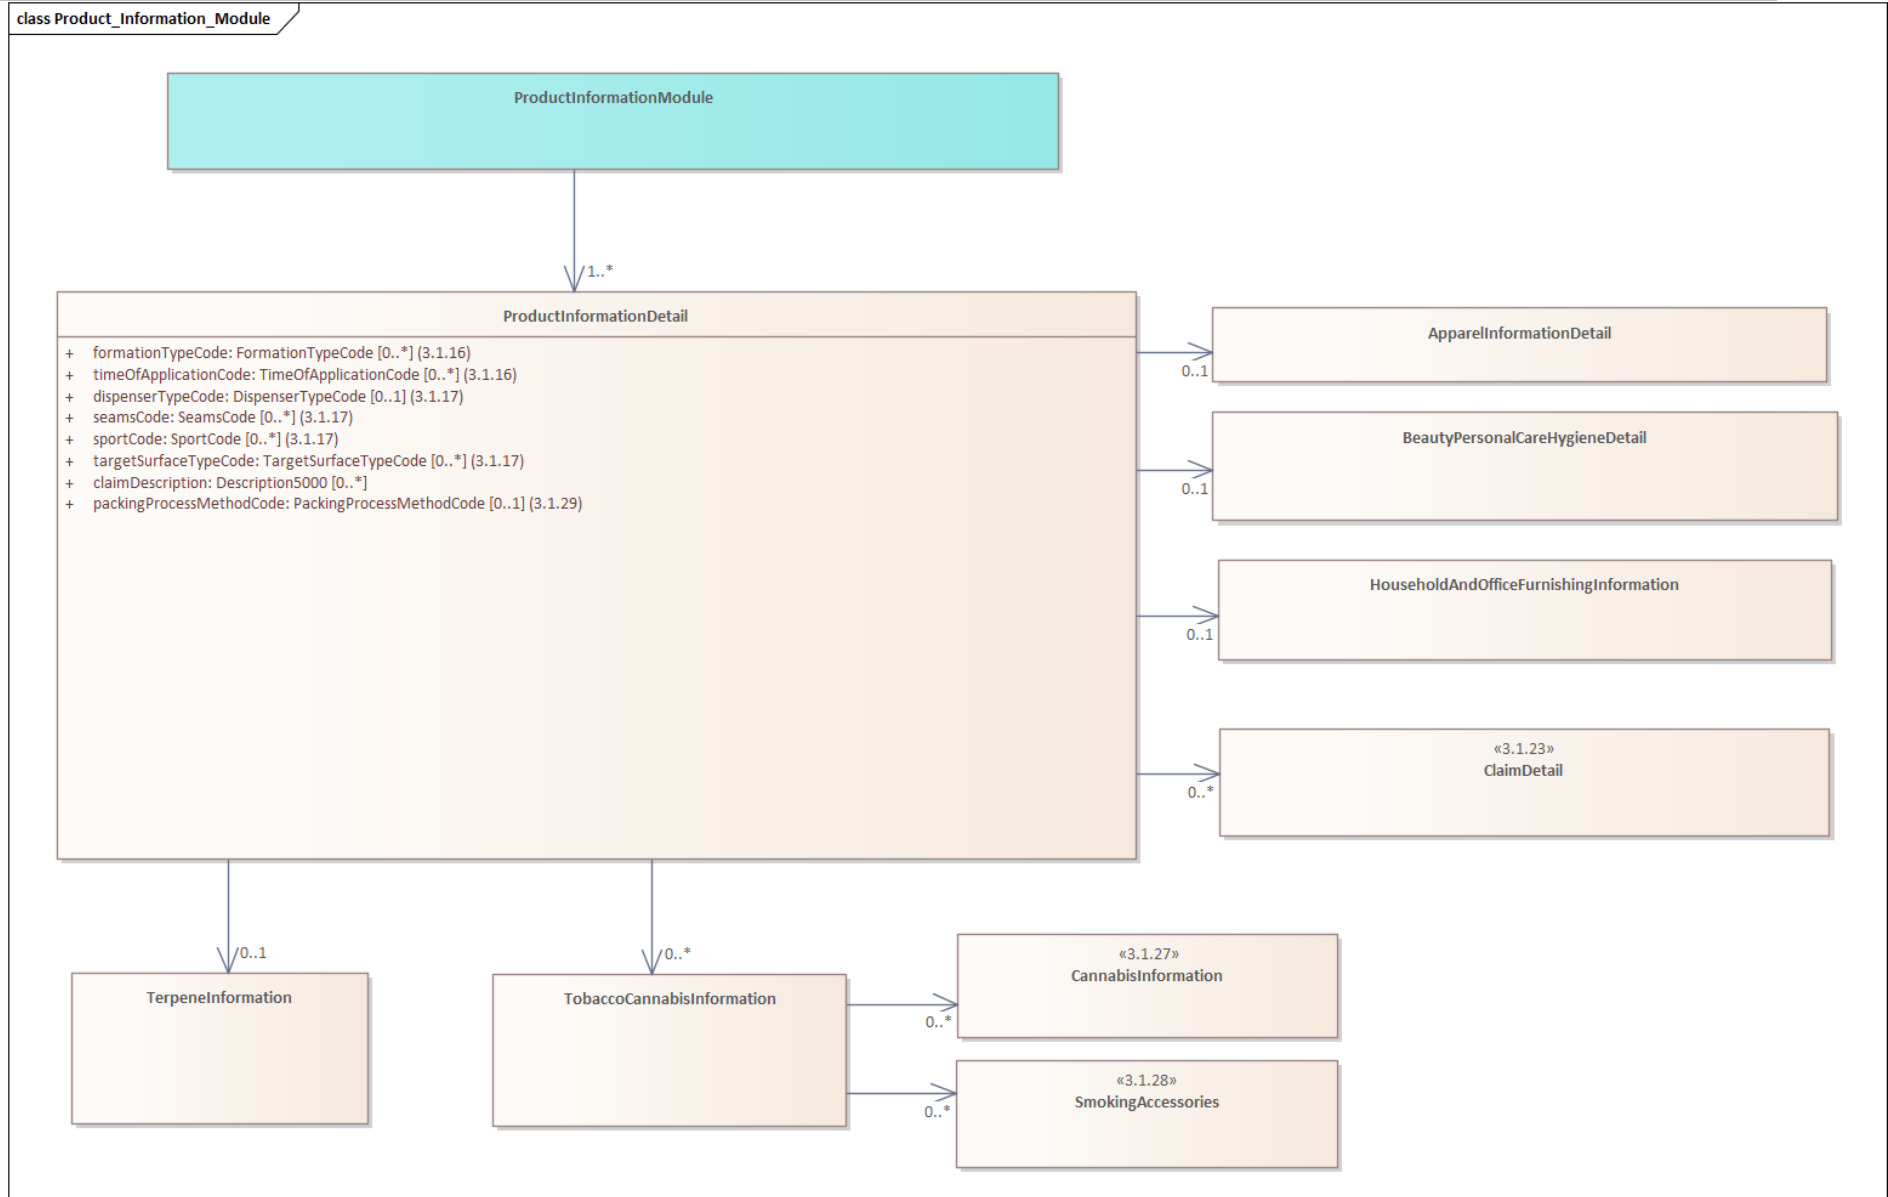 class Product_Information_Module
ProductInformationModule
1..*
ProductInformationDetail
+ formationTypeCode: FormationTypeCode [0..*] (3.1.16)
+ timeOfApplicationCode: TimeOfApplicationCode [0..*] (3.1.16)
+ dispenserTypeCode: DispenserTypeCode [0..1] (3.1.17)
+ seamsCode: SeamsCode [0..*] (3.1.17)
+ sportCode: SportCode [0..*] (3.1.17)
+ targetSurfaceTypeCode: TargetSurfaceTypeCode [0..*] (3.1.17)
+ claimDescription: Description5000 [0..*]
+ packingProcessMethodCode: PackingProcessMethodCode [0..1] (3.1.29)
ApparelInformationDetail
0..1
BeautyPersonalCareHygieneDetail
0..1
HouseholdAndOfficeFurnishingInformation
0..1
«3.1.23»
ClaimDetail
0..*
0..1
TerpeneInformation
0..*
TobaccoCannabisInformation
«3.1.27»
CannabisInformation
0..*
«3.1.28»
SmokingAccessories
0..*